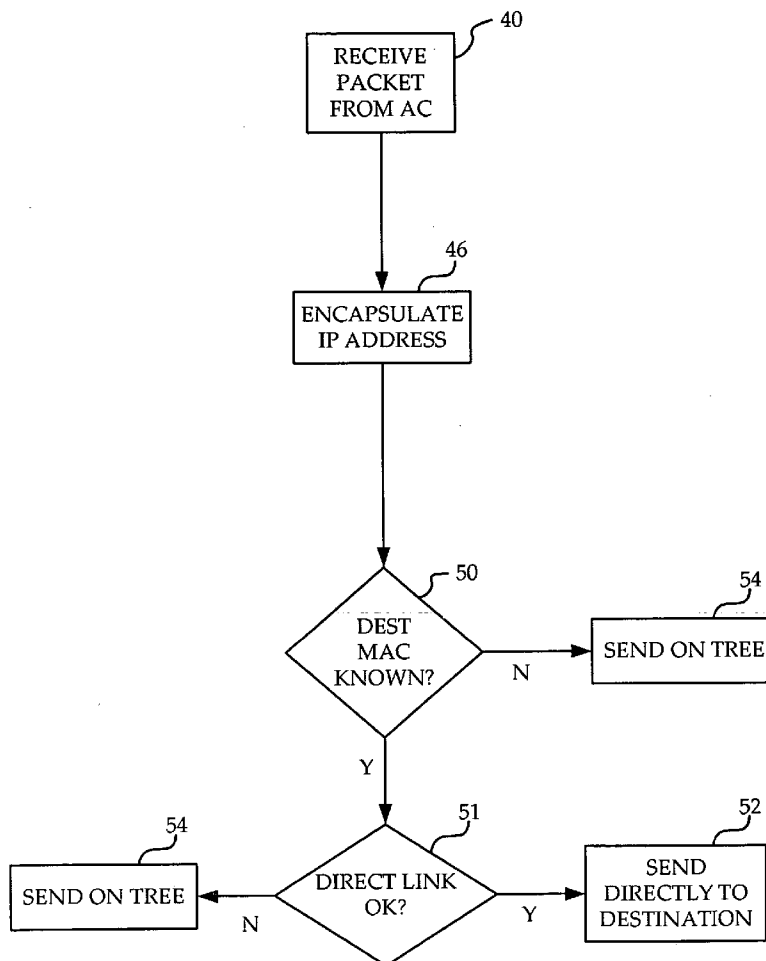 40
RECEIVE
PACKET
FROM AC
46
ENCAPSULATE
IP ADDRESS
50
DEST
MAC
KNOWN?
N
54
SEND ON TREE
Y
51
DIRECT LINK
OK?
N
54
SEND ON TREE
Y
52
SEND
DIRECTLY TO
DESTINATION